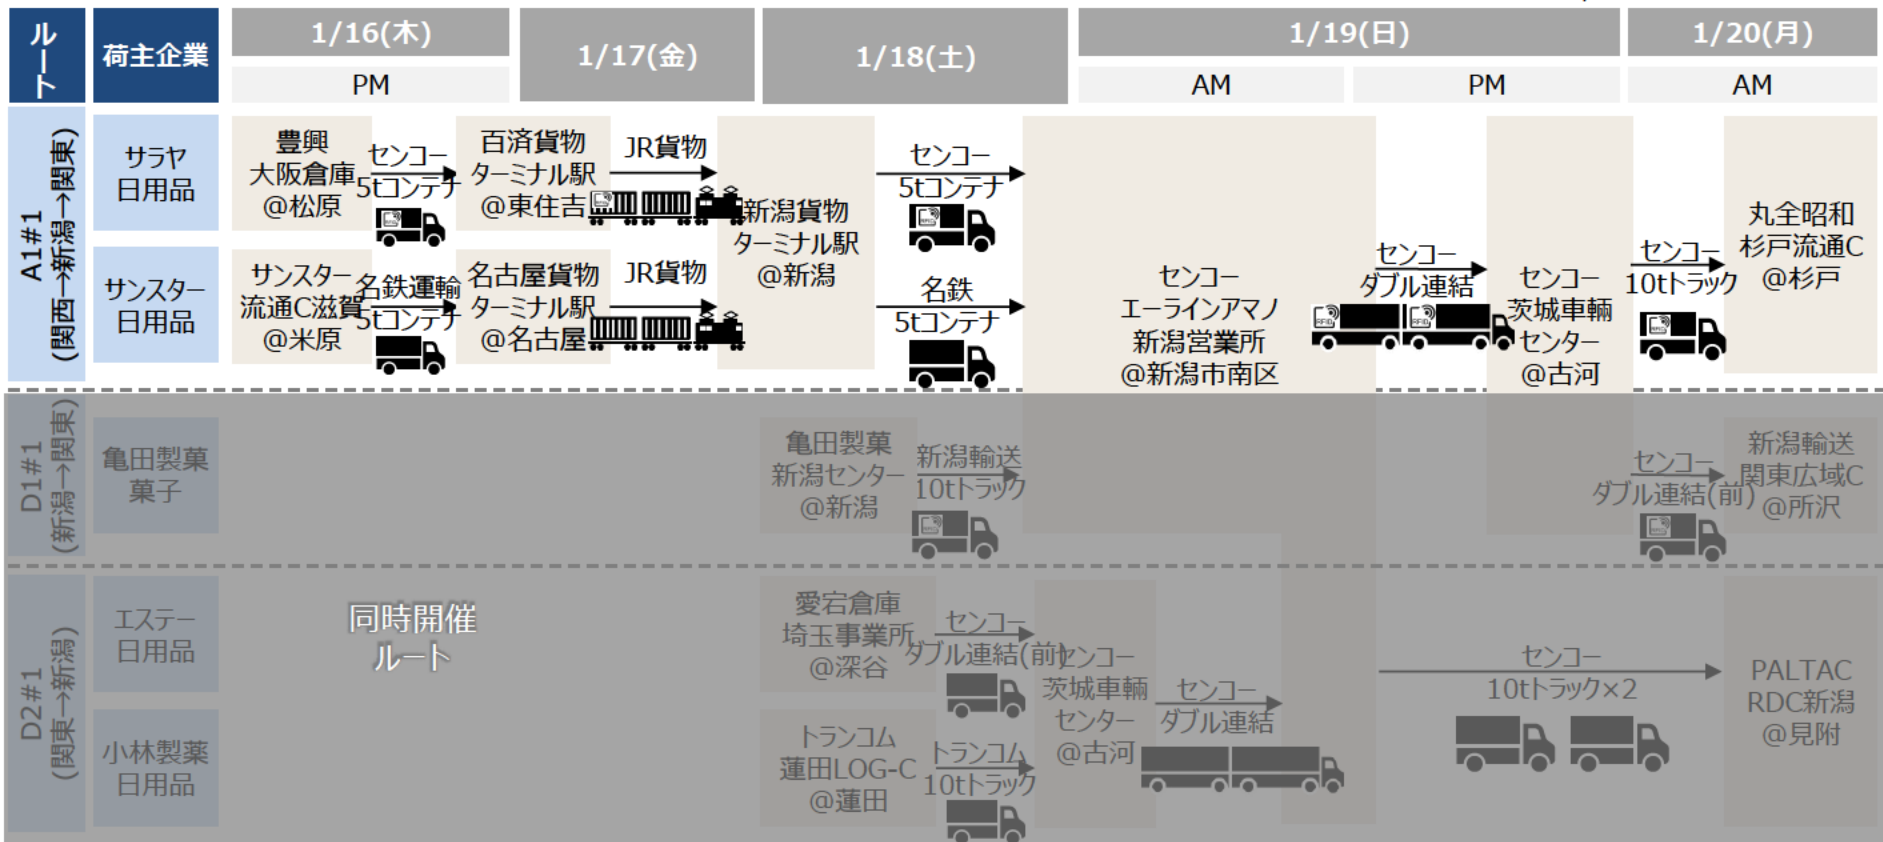 ルート
荷主企業
1/16(木)
1/17(金)
1/18(土)
1/19(日)
1/20(月)
PM
AM
PM
AM
A1#1
(関西→新潟→関東)
サラヤ
日用品
豊興
大阪倉庫
@松原
センコー
5tコンテナ
百済貨物
ターミナル駅
@東住吉
JR貨物
サンスター
日用品
サンスター
流通C滋賀
@米原
名鉄運輸
5tコンテナ
名古屋貨物
ターミナル駅
@名古屋
JR貨物
新潟貨物
ターミナル駅
@新潟
センコー
5tコンテナ
名鉄
5tコンテナ
センコー
エーラインアマノ
新潟営業所
@新潟市南区
センコー
ダブル連結
RFID
センコー
茨城車輌
センター
@古河
センコー
10tトラック
丸全昭和
杉戸流通C
@杉戸
D1#1
(新潟→関東)
亀田製菓
菓子
亀田製菓
新潟センター
@新潟
新潟輸送
10tトラック
センコー
ダブル連結(前)
新潟輸送
関東広域C
@所沢
D2#1
(関東→新潟)
エステー
日用品
同時開催
ルート
愛宕倉庫
埼玉事業所
@深谷
センコー
ダブル連結(前)
小林製薬
日用品
トランコム
蓮田LOG-C
@蓮田
トランコム
10tトラック
センコー
茨城車輌
センター
@古河
センコー
ダブル連結
センコー
10tトラック×2
PALTAC
RDC新潟
@見附